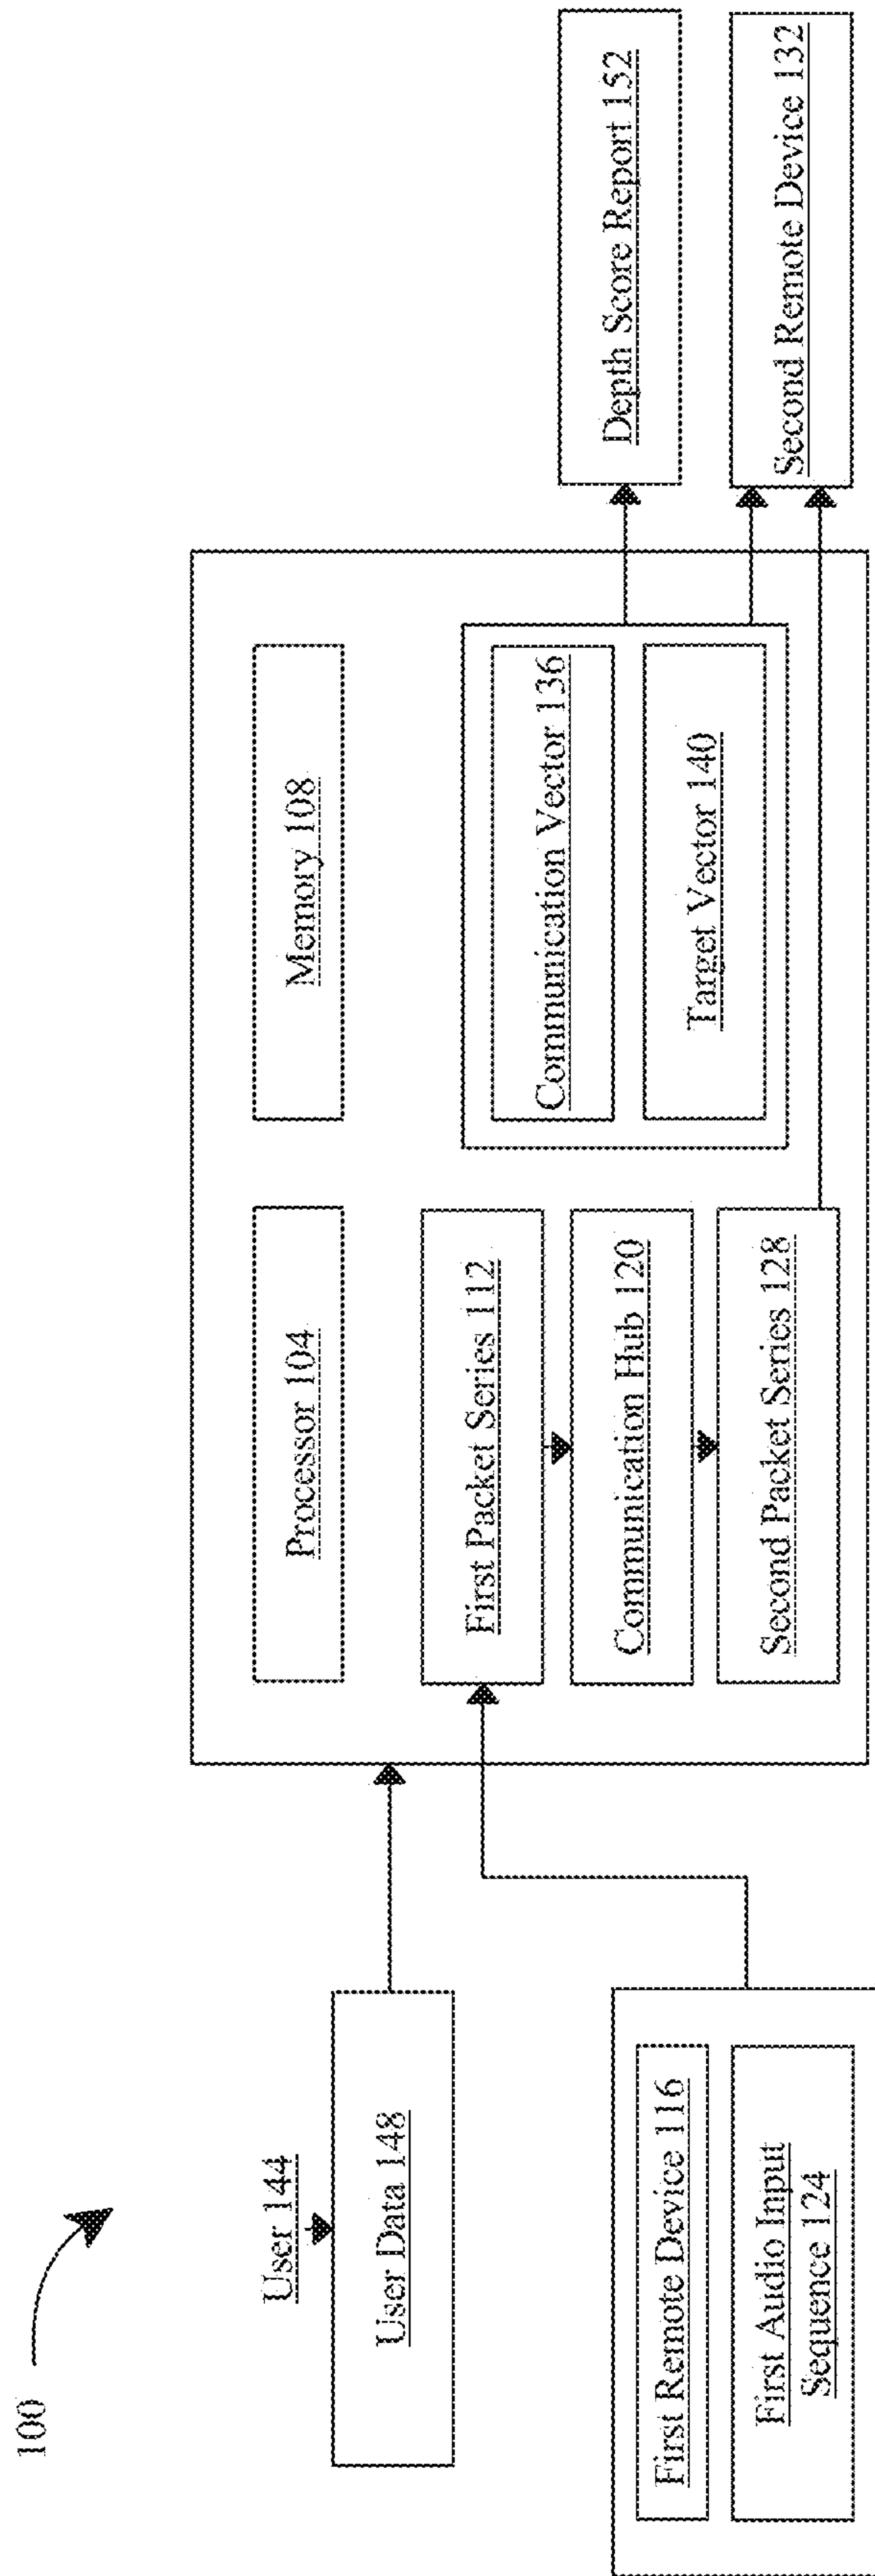 100
User 144
User Data 148
First Remote Device 116
First Audio Input
Sequence 124
Processor 104
Memory 108
First Packet Series 112
Communication Hub 120
Second Packet Series 128
Communication Vector 136
Target Vector 140
Depth Score Report 152
Second Remote Device 132